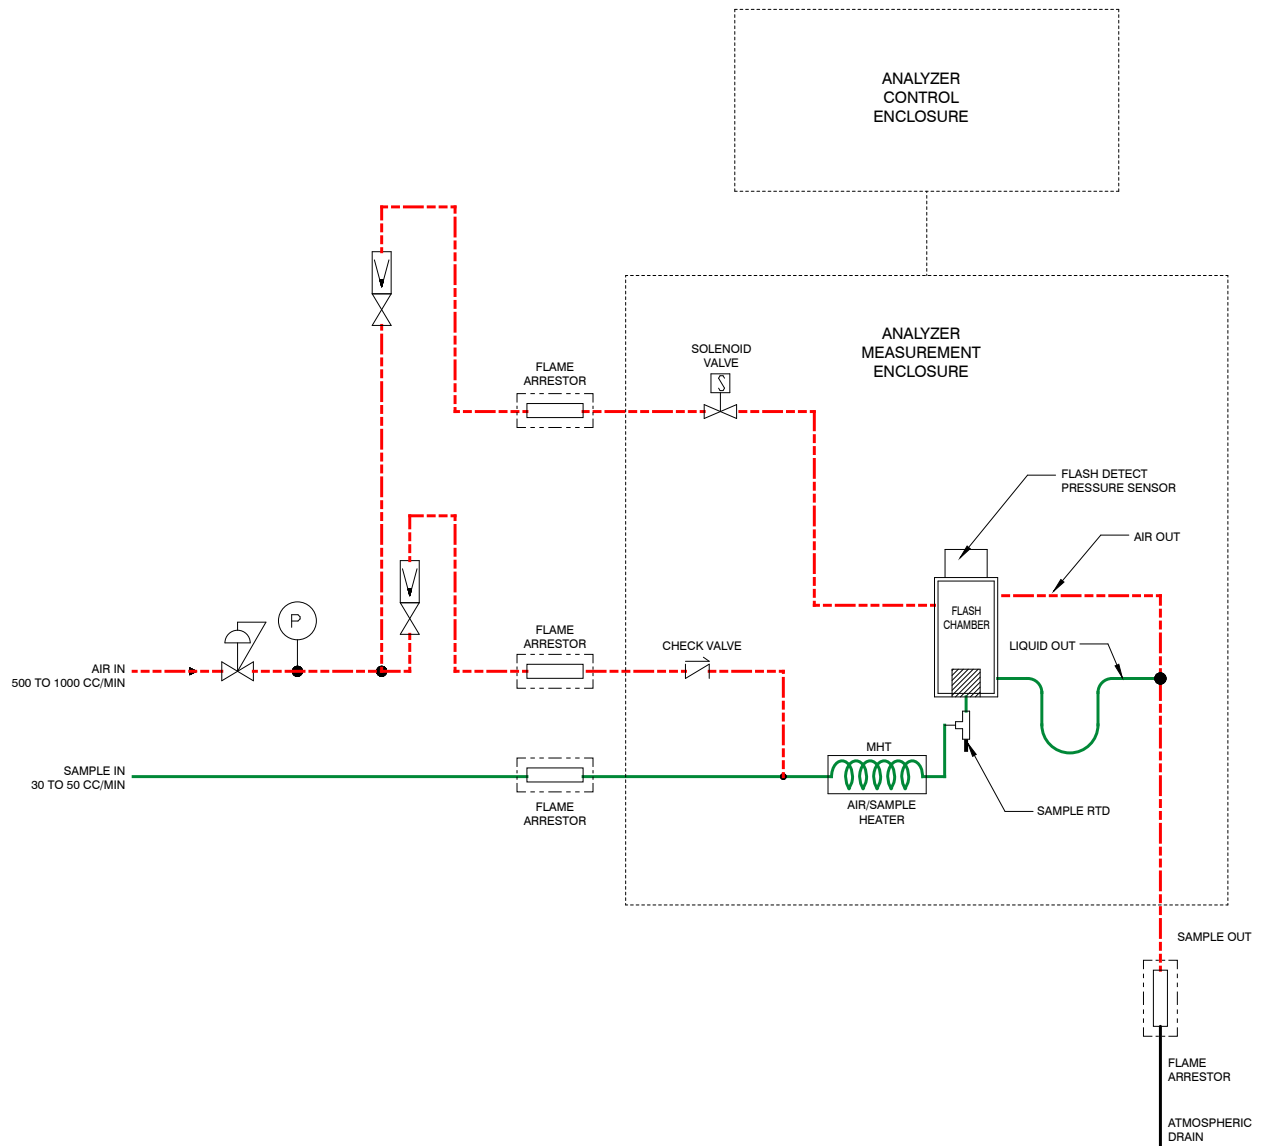 ANALYZER
CONTROL
ENCLOSURE
ANALYZER
MEASUREMENT
ENCLOSURE
SOLENOID
VALVE
S
FLAME
ARRESTOR
FLASH DETECT
PRESSURE SENSOR
AIR OUT
FLASH
CHAMBER
P
FLAME
ARRESTOR
CHECK VALVE
LIQUID OUT
AIR IN
500 TO 1000 CC/MIN
MHT
SAMPLE IN
30 TO 50 CC/MIN
FLAME
ARRESTOR
AIR/SAMPLE
HEATER
SAMPLE RTD
SAMPLE OUT
FLAME
ARRESTOR
ATMOSPHERIC
DRAIN